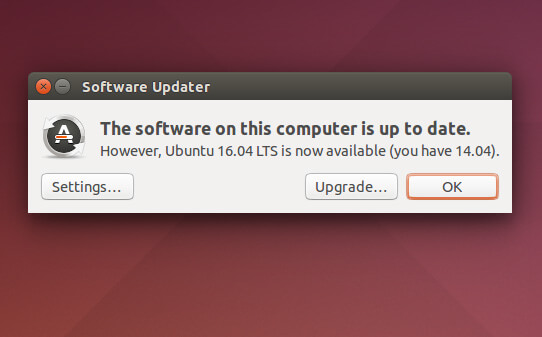 Software Updater
The software on this computer is up to date.
However, Ubuntu 16.04 LTS is now available (you have 14.04).
Settings...
Upgrade...
OK